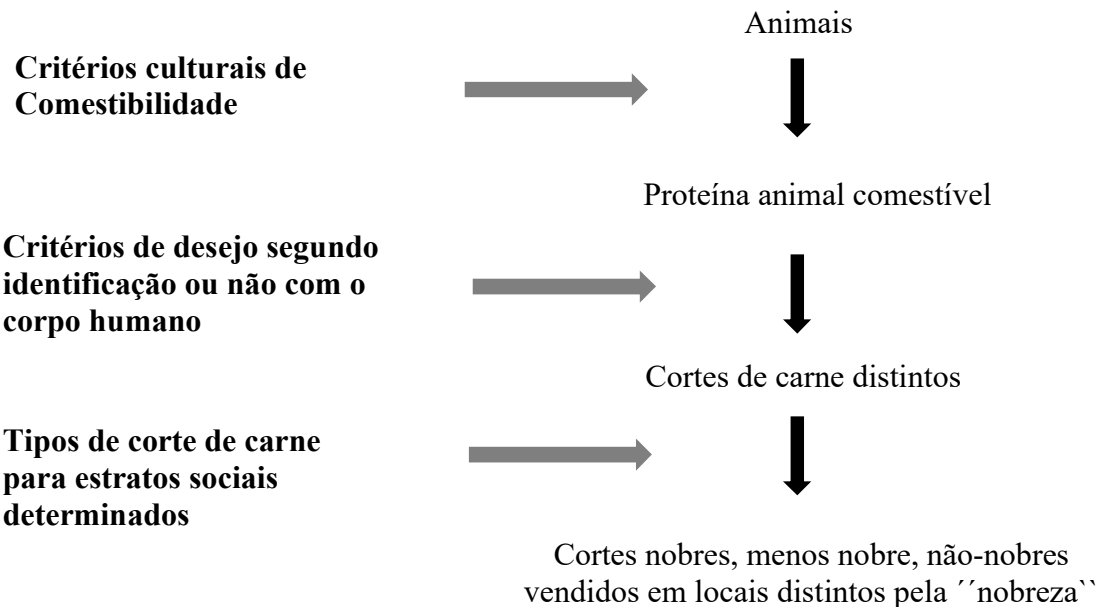 Animais
Critérios culturais de
Comestibilidade
Proteína animal comestível
Critérios de desejo segundo
identificação ou não com o
corpo humano
Cortes de carne distintos
Tipos de corte de carne
para estratos sociais
determinados
Cortes nobres, menos nobre, não-nobres
vendidos em locais distintos pela ´´nobreza``